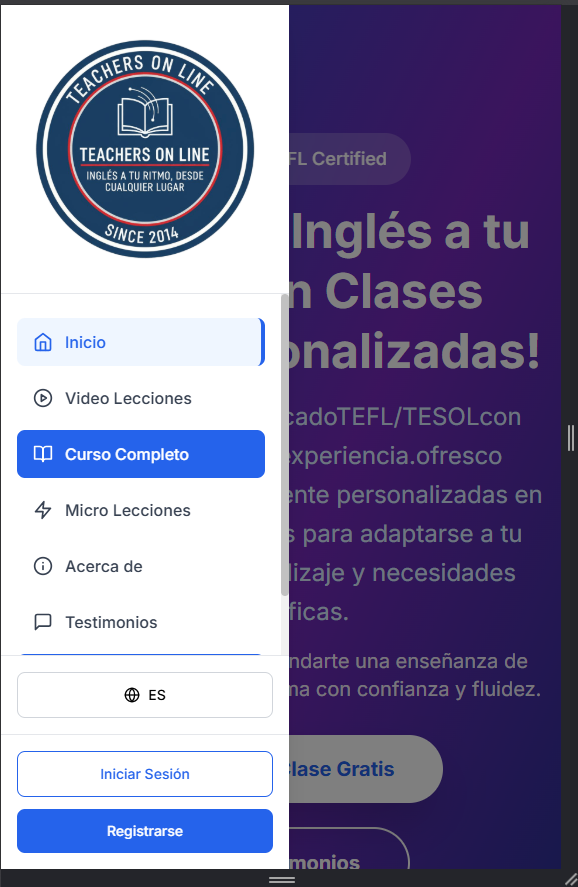 TEACHERS ON LINE
TEACHERS ON LINE
INGLÉS A TU RITMO, DESDE
CUALQUIER LUGAR
SINCE 2014
Inicio
Video Lecciones
Curso Completo
Micro Lecciones
Acerca de
Testimonios
ES
Iniciar Sesión
Registrarse
FL Certified
Inglés a tu
n Clases
onalizadas!
cadoTEFL/TESOLcon
experiencia.ofresco
ente personalizadas en
s para adaptarse a tu
lizaje y necesidades
ficas.
ndarte una enseñanza de
ma con confianza y fluidez.
Clase Gratis
monios